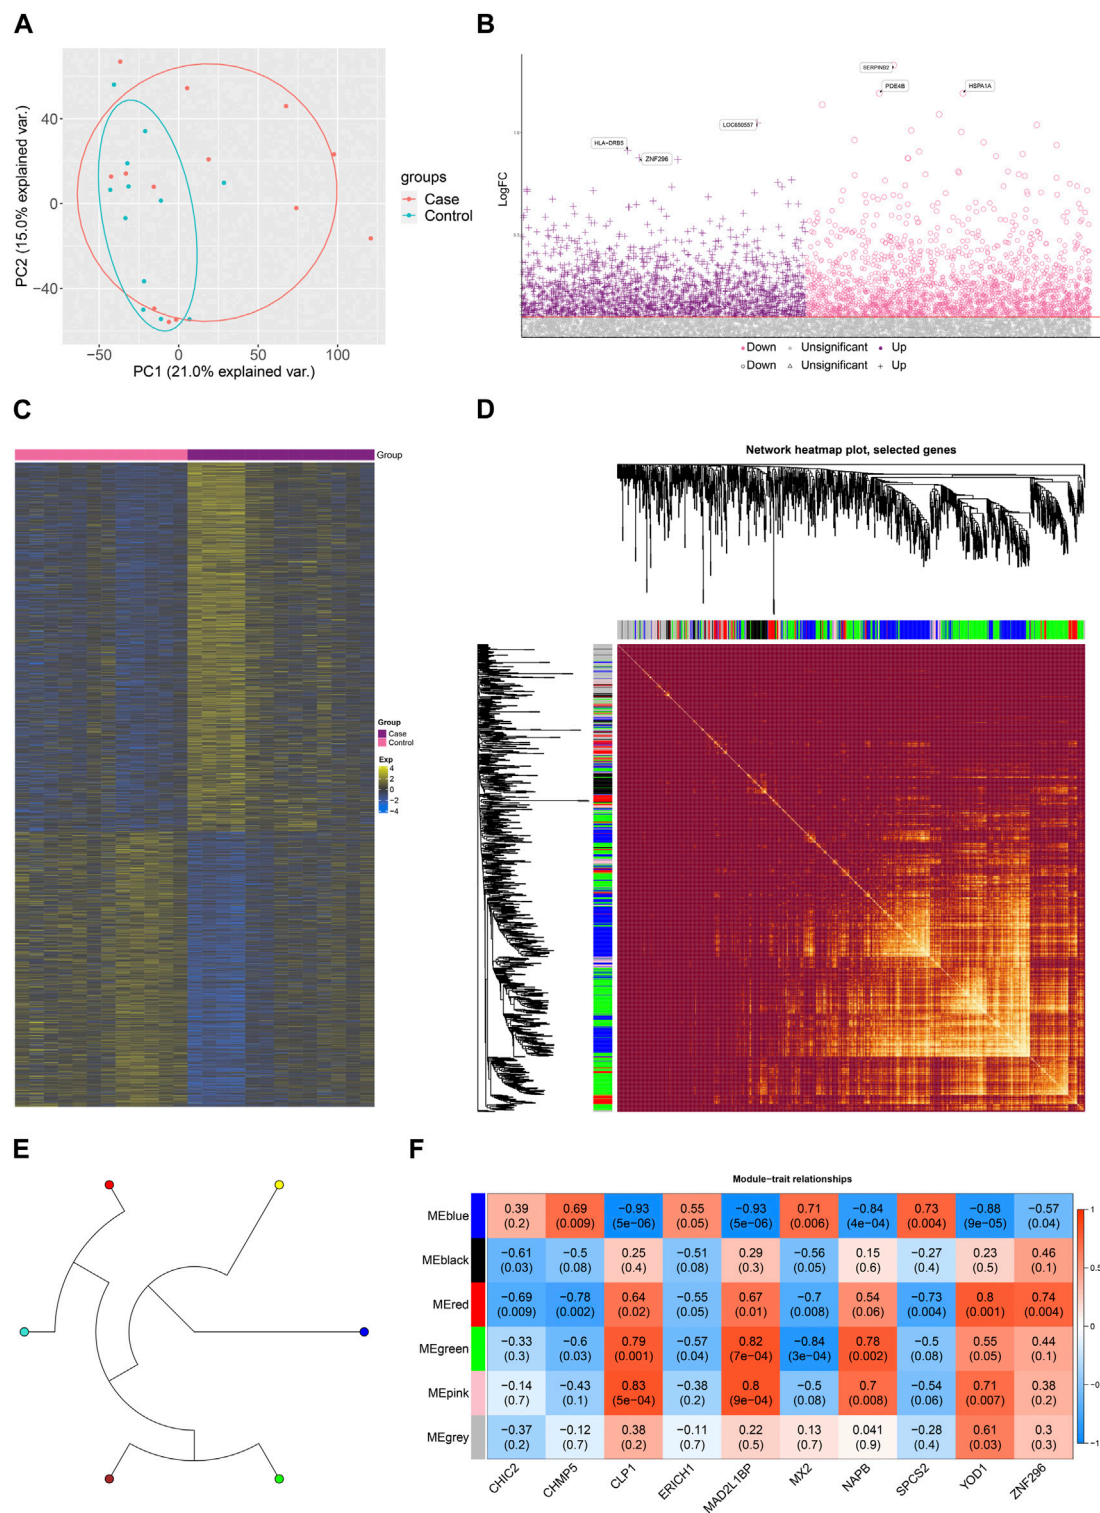 A
40
0
−40
−50
0
50
100
PC2 (15.0% explained var.)
PC1 (21.0% explained var.)
groups
Case
Control
B
SERPINB2
PDE4B
HSPA1A
LOC650557
HLA−DRB5
ZNF296
LogFC
Down Unsignificant Up
Down Unsignificant Up
C
Group
Group
Case
Control
Exp
4
2
0
−2
−4
D
Network heatmap plot, selected genes
E
F
Module−trait relationships
MEblue 0.39 0.69 −0.93 0.55 −0.93 0.71 −0.84 0.73 −0.88 −0.57
(0.2) (0.009) (5e−06) (0.05) (5e−06) (0.006) (4e−04) (0.004) (9e−05) (0.04)
MEblack −0.61 −0.5 0.25 −0.51 0.29 −0.56 0.15 −0.27 0.23 0.46
(0.03) (0.08) (0.4) (0.08) (0.3) (0.05) (0.6) (0.4) (0.5) (0.1)
MEred −0.69 −0.78 0.64 −0.55 0.67 −0.7 0.54 −0.73 0.8 0.74
(0.009) (0.002) (0.02) (0.05) (0.01) (0.008) (0.06) (0.004) (0.001) (0.004)
MEgreen −0.33 −0.6 0.79 −0.57 0.82 −0.84 0.78 −0.5 0.55 0.44
(0.3) (0.03) (0.001) (0.04) (7e−04) (3e−04) (0.002) (0.08) (0.05) (0.1)
MEpink −0.14 −0.43 0.83 −0.38 0.8 −0.5 0.7 −0.54 0.71 0.38
(0.7) (0.1) (5e−04) (0.2) (9e−04) (0.08) (0.008) (0.06) (0.007) (0.2)
MEgrey −0.37 −0.12 0.38 −0.11 0.22 0.13 0.041 −0.28 0.61 0.3
(0.2) (0.7) (0.2) (0.7) (0.5) (0.7) (0.9) (0.4) (0.03) (0.3)
CHIC2 CHMP5 CLP1 ERICH1 MAD2L1BP MX2 NAPB SPCS2 YOD1 ZNF296
1
0.5
0
−0.5
−1